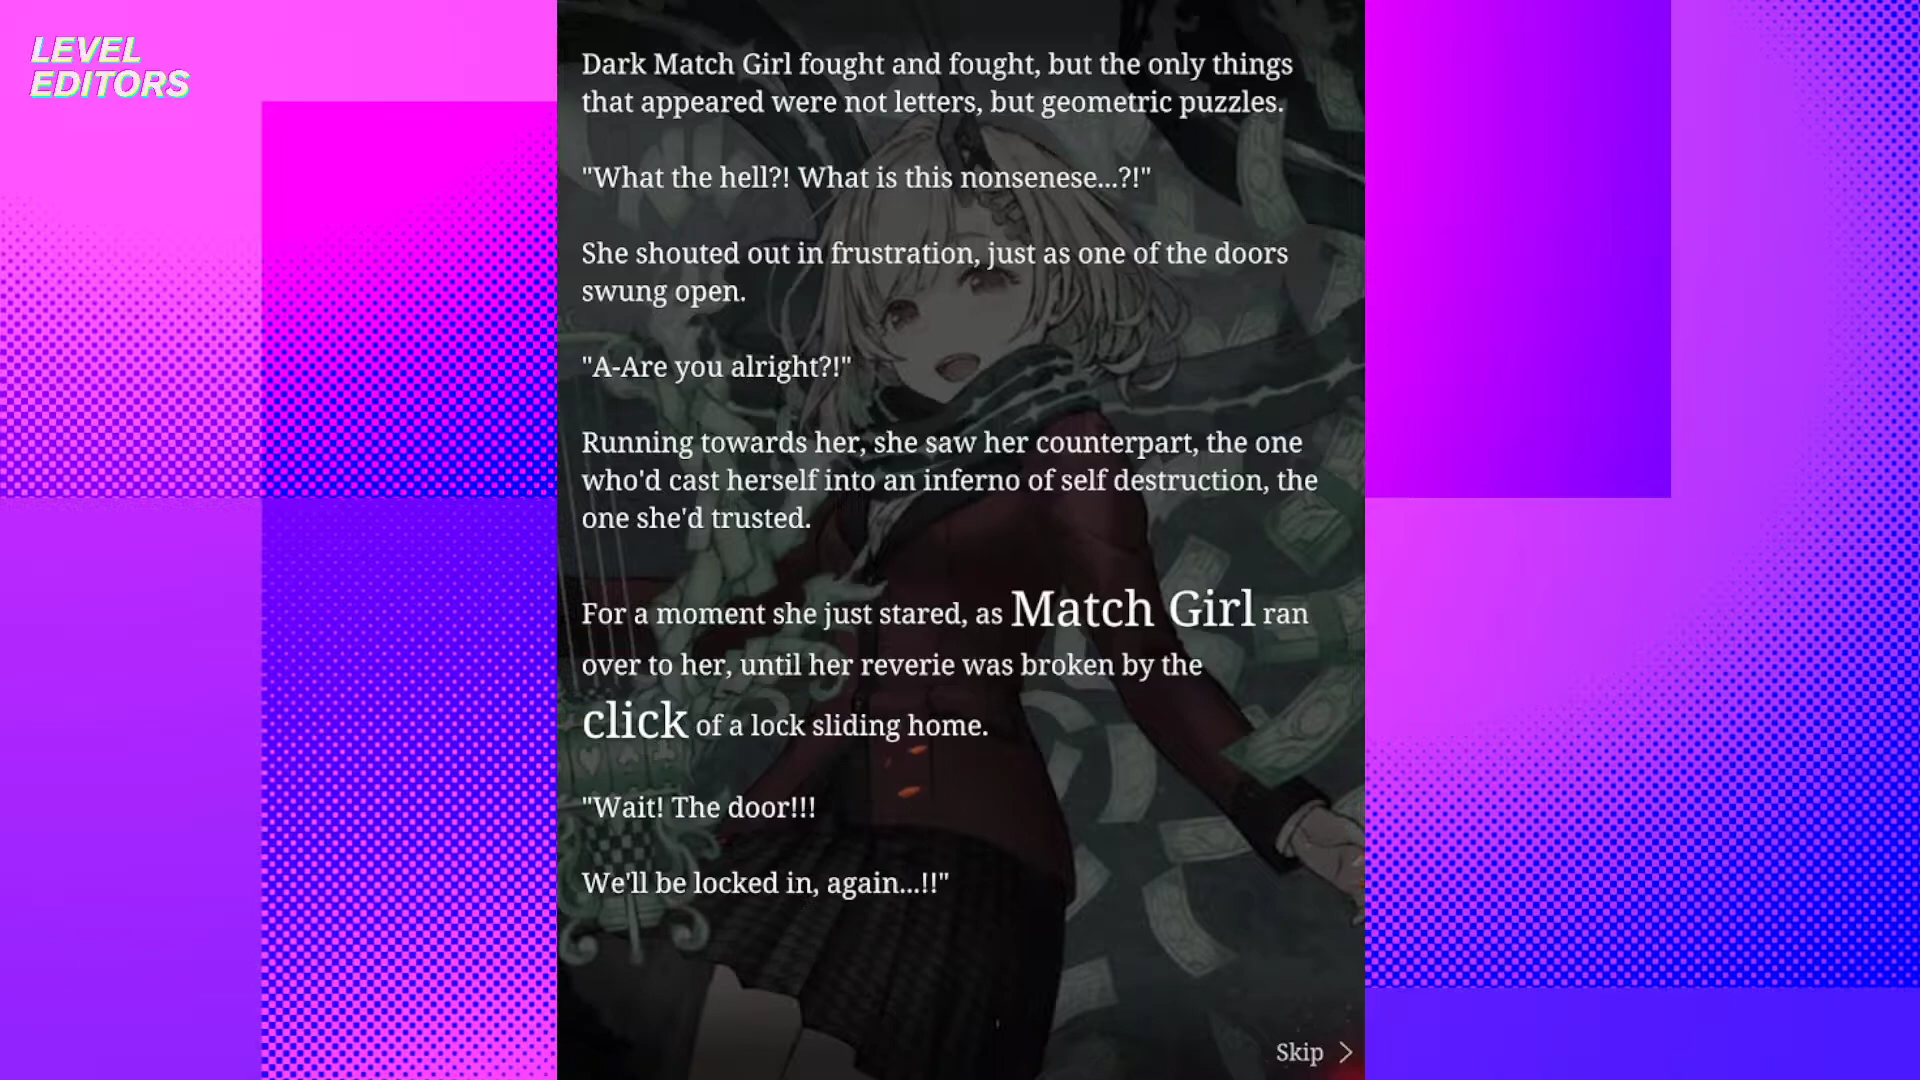 LEVEL
EDITORS
Dark Match Girl fought and fought, but the only things
that appeared were not letters, but geometric puzzles.
"What the hell?! What is this nonsenese...?!"
She shouted out in frustration, just as one of the doors
swung open.
"A-Are you alright?!"
Running towards her, she saw her counterpart, the one
who'd cast herself into an inferno of self destruction, the
one she'd trusted.
For a moment she just stared, as Match Girl ran
over to her, until her reverie was broken by the
click of a lock sliding home.
"Wait! The door!!!
We'll be locked in, again...!!"
Skip